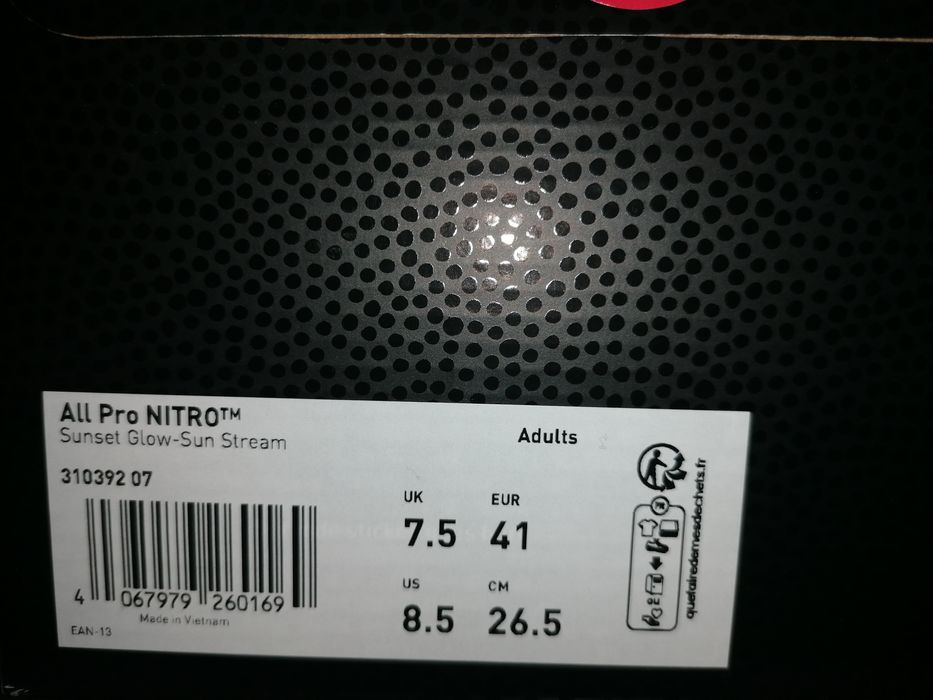 All Pro NITRO™
Sunset Glow-Sun Stream
Adults
310392 07
UK
EUR
7.5
41
US
CM
8.5
26.5
4 067979 260169
Made in Vietnam
EAN-13
quefairedemesdechets.fr